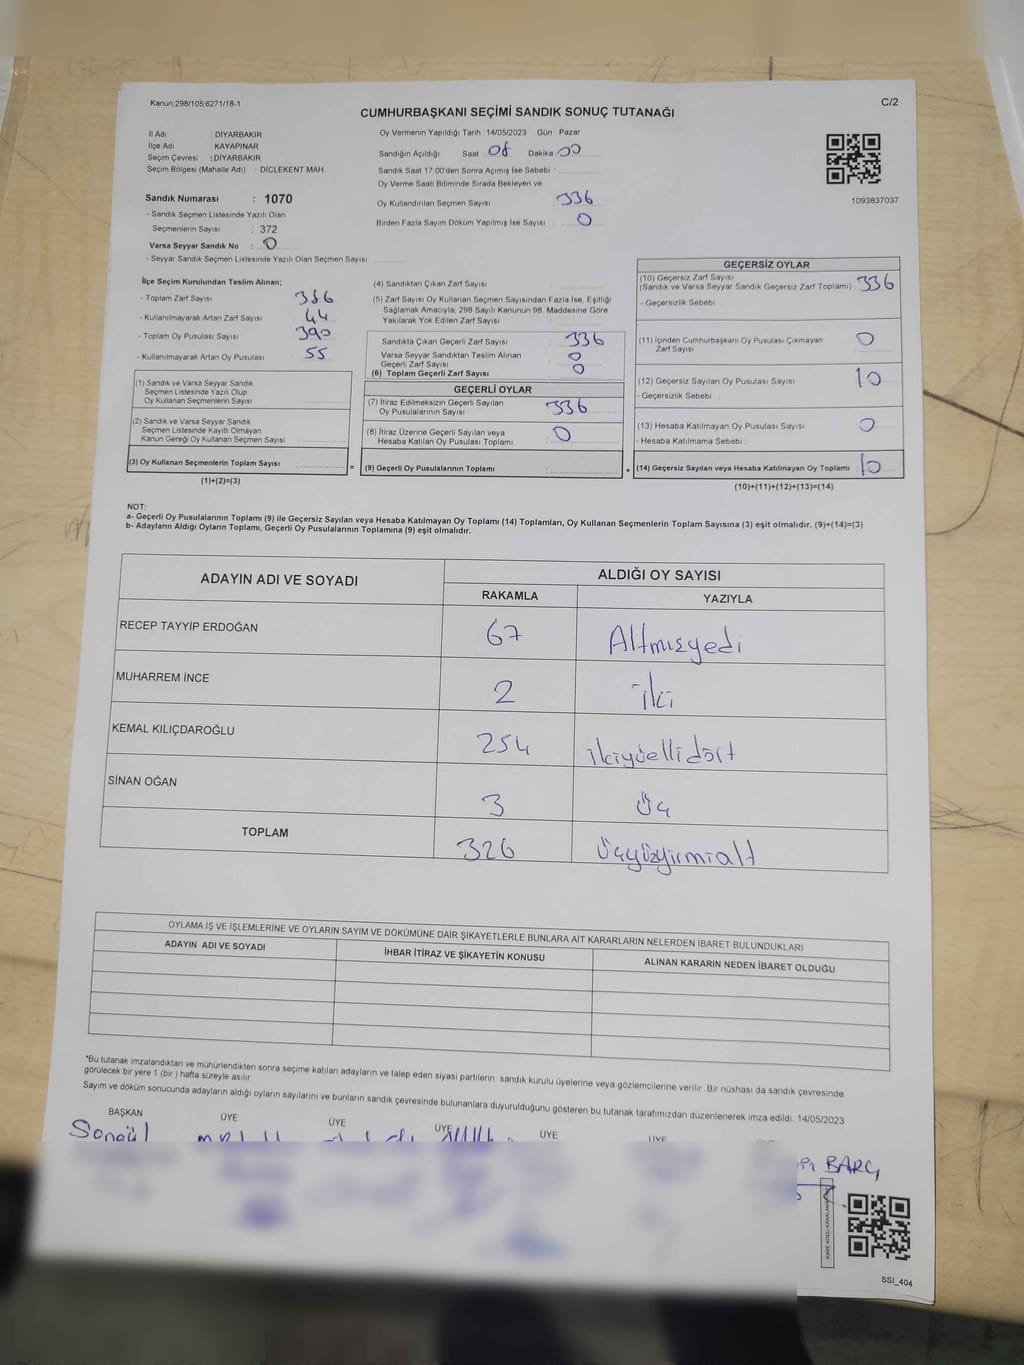 Kanun,298/105;6271/18-1
C/2
CUMHURBAŞKANI SEÇİMİ SANDIK SONUÇ TUTANAĞI
İl Adı : DİYARBAKIR
İlçe Adı : KAYAPINAR
Seçim Çevresi : DİYARBAKIR
Seçim Bölgesi (Mahalle Adı) : DİCLEKENT MAH
Sandık Numarası : 1070
- Sandık Seçmen Listesinde Yazılı Olan
Seçmenlerin Sayısı : 372
Varsa Seyyar Sandık No : 0
- Seyyar Sandık Seçmen Listesinde Yazılı Olan Seçmen Sayısı:
Oy Vermenin Yapıldığı Tarih : 14/05/2023 Gün : Pazar
Sandığın Açıldığı Saat 08 Dakika 00
Sandık Saat 17.00'den Sonra Açımış İse Sebebi :
Oy Verme Saati Bitiminde Sırada Bekleyen ve
Oy Kullandırılan Seçmen Sayısı 336
Birden Fazla Sayım Döküm Yapılmış İse Sayısı : 0
1093837037
İlçe Seçim Kurulundan Teslim Alınan;
- Toplam Zarf Sayısı 386
- Kullanılmayarak Artan Zarf Sayısı : 44
- Toplam Oy Pusulası Sayısı 390
- Kullanılmayarak Artan Oy Pusulası : 55
(1) Sandık ve Varsa Seyyar Sandık
Seçmen Listesinde Yazılı Olup
Oy Kullanan Seçmenlerin Sayısı
(2) Sandık ve Varsa Seyyar Sandık
Seçmen Listesinde Kayıtlı Olmayan
Kanun Gereği Oy Kullanan Seçmen Sayısı :
(3) Oy Kullanan Seçmenlerin Toplam Sayısı
(1)+(2)=(3)
(4) Sandıktan Çıkan Zarf Sayısı
(5) Zarf Sayısı Oy Kullanan Seçmen Sayısından Fazla İse, Eşitliği
Sağlamak Amacıyla; 298 Sayılı Kanunun 98. Maddesine Göre
Yakılarak Yok Edilen Zarf Sayısı
Sandıkta Çıkan Geçerli Zarf Sayısı : 336
Varsa Seyyar Sandıktan Teslim Alınan
Geçerli Zarf Sayısı : 0
(6) Toplam Geçerli Zarf Sayısı : 0
GEÇERLİ OYLAR
(7) İtiraz Edilmeksizin Geçerli Sayılan
Oy Pusulalarının Sayısı 336
(8) İtiraz Üzerine Geçerli Sayılan veya
Hesaba Katılan Oy Pusulası Toplamı : 0
= (9) Geçerli Oy Pusulalarının Toplamı :
GEÇERSİZ OYLAR
(10) Geçersiz Zarf Sayısı
(Sandık ve Varsa Seyyar Sandık Geçersiz Zarf Toplamı) 336
- Geçersizlik Sebebi :
(11) İçinden Cumhurbaşkanı Oy Pusulası Çıkmayan
Zarf Sayısı 0
(12) Geçersiz Sayılan Oy Pusulası Sayısı 10
- Geçersizlik Sebebi :
(13) Hesaba Katılmayan Oy Pusulası Sayısı : 0
- Hesaba Katılmama Sebebi :
+ (14) Geçersiz Sayılan veya Hesaba Katılmayan Oy Toplamı : 10
(10)+(11)+(12)+(13)=(14)
NOT:
a- Geçerli Oy Pusulalarının Toplamı (9) ile Geçersiz Sayılan veya Hesaba Katılmayan Oy Toplamı (14) Toplamları, Oy Kullanan Seçmenlerin Toplam Sayısına (3) eşit olmalıdır. (9)+(14)=(3)
b- Adayların Aldığı Oyların Toplamı, Geçerli Oy Pusulalarının Toplamına (9) eşit olmalıdır.
ADAYIN ADI VE SOYADI ALDIĞI OY SAYISI
RAKAMLA YAZIYLA
RECEP TAYYİP ERDOĞAN 67 Altmışyedi
MUHARREM İNCE 2 iki
KEMAL KILIÇDAROĞLU 254 ikiyüellidört
SİNAN OĞAN 3 Üç
TOPLAM 326 Üçyüzyirmialt
OYLAMA İŞ VE İŞLEMLERİNE VE OYLARIN SAYIM VE DÖKÜMÜNE DAİR ŞİKAYETLERLE BUNLARA AİT KARARLARIN NELERDEN İBARET BULUNDUKLARI
ADAYIN ADI VE SOYADI İHBAR İTİRAZ VE ŞİKAYETİN KONUSU ALINAN KARARIN NEDEN İBARET OLDUĞU
*Bu tutanak imzalandıktan ve mühürlendikten sonra seçime katılan adayların ve talep eden siyasi partilerin sandık kurulu üyelerine veya gözlemcilerine verilir. Bir nüshası da sandık çevresinde
görülecek bir yere 1 (bir ) hafta süreyle asılır.
Sayım ve döküm sonucunda adayların aldığı oyların sayılarını ve bunların sandık çevresinde bulunanlara duyurulduğunu gösteren bu tutanak tarafımızdan düzenlenerek imza edildi. 14/05/2023
BAŞKAN ÜYE ÜYE ÜYE ÜYE ÜYE
Songül
BARÇ
SSI_404